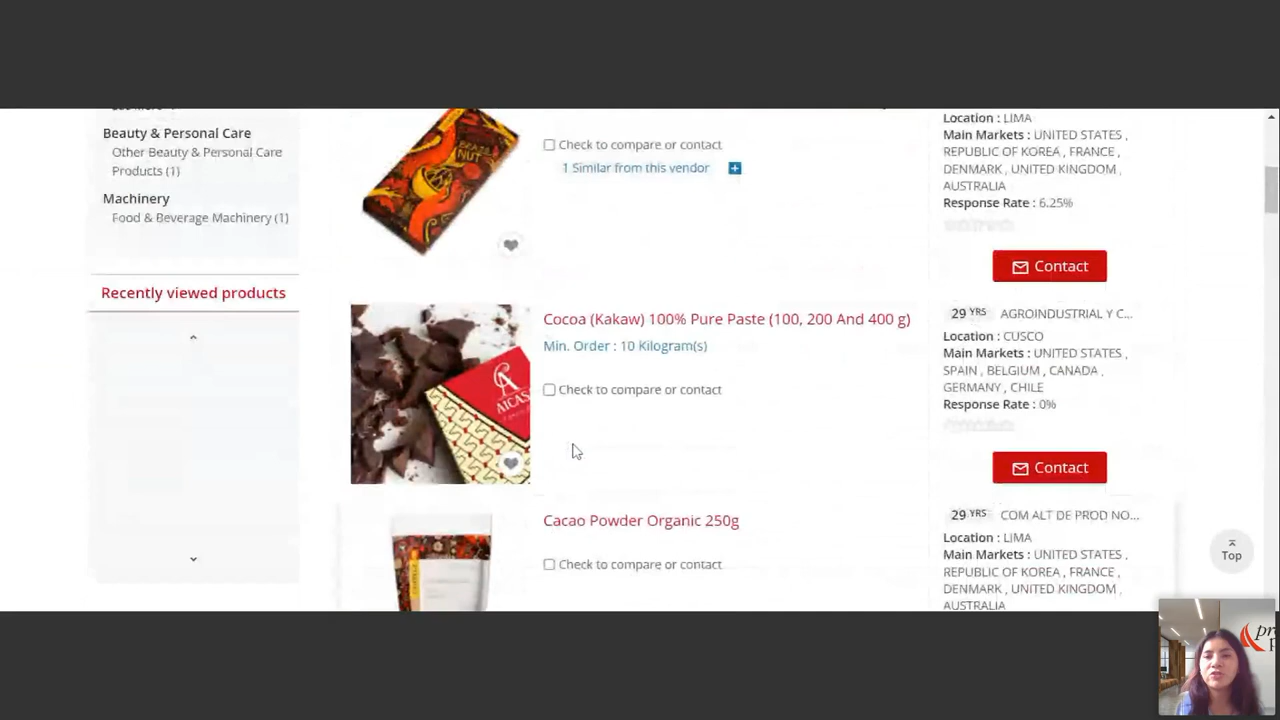 Beauty & Personal Care
Other Beauty & Personal Care
Products (1)
Machinery
Food & Beverage Machinery (1)
Recently viewed products
BRAZIL
NUT
Check to compare or contact
1 Similar from this vendor
Location : LIMA
Main Markets : UNITED STATES ,
REPUBLIC OF KOREA , FRANCE ,
DENMARK , UNITED KINGDOM ,
AUSTRALIA
Response Rate : 6.25%
Contact
Cocoa (Kakaw) 100% Pure Paste (100, 200 And 400 g)
Min. Order : 10 Kilogram(s)
Check to compare or contact
29 YRS AGROINDUSTRIAL Y C...
Location : CUSCO
Main Markets : UNITED STATES ,
SPAIN , BELGIUM , CANADA ,
GERMANY , CHILE
Response Rate : 0%
Contact
Cacao Powder Organic 250g
Check to compare or contact
29 YRS COM ALT DE PROD NO...
Location : LIMA
Main Markets : UNITED STATES ,
REPUBLIC OF KOREA , FRANCE ,
DENMARK , UNITED KINGDOM ,
AUSTRALIA
Top